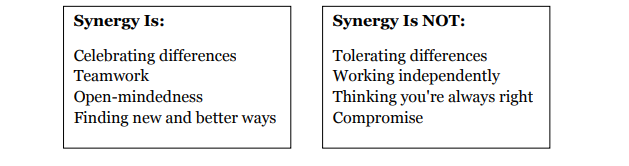 Synergy Is:
Celebrating differences
Teamwork
Open-mindedness
Finding new and better ways
Synergy Is NOT:
Tolerating differences
Working independently
Thinking you're always right
Compromise